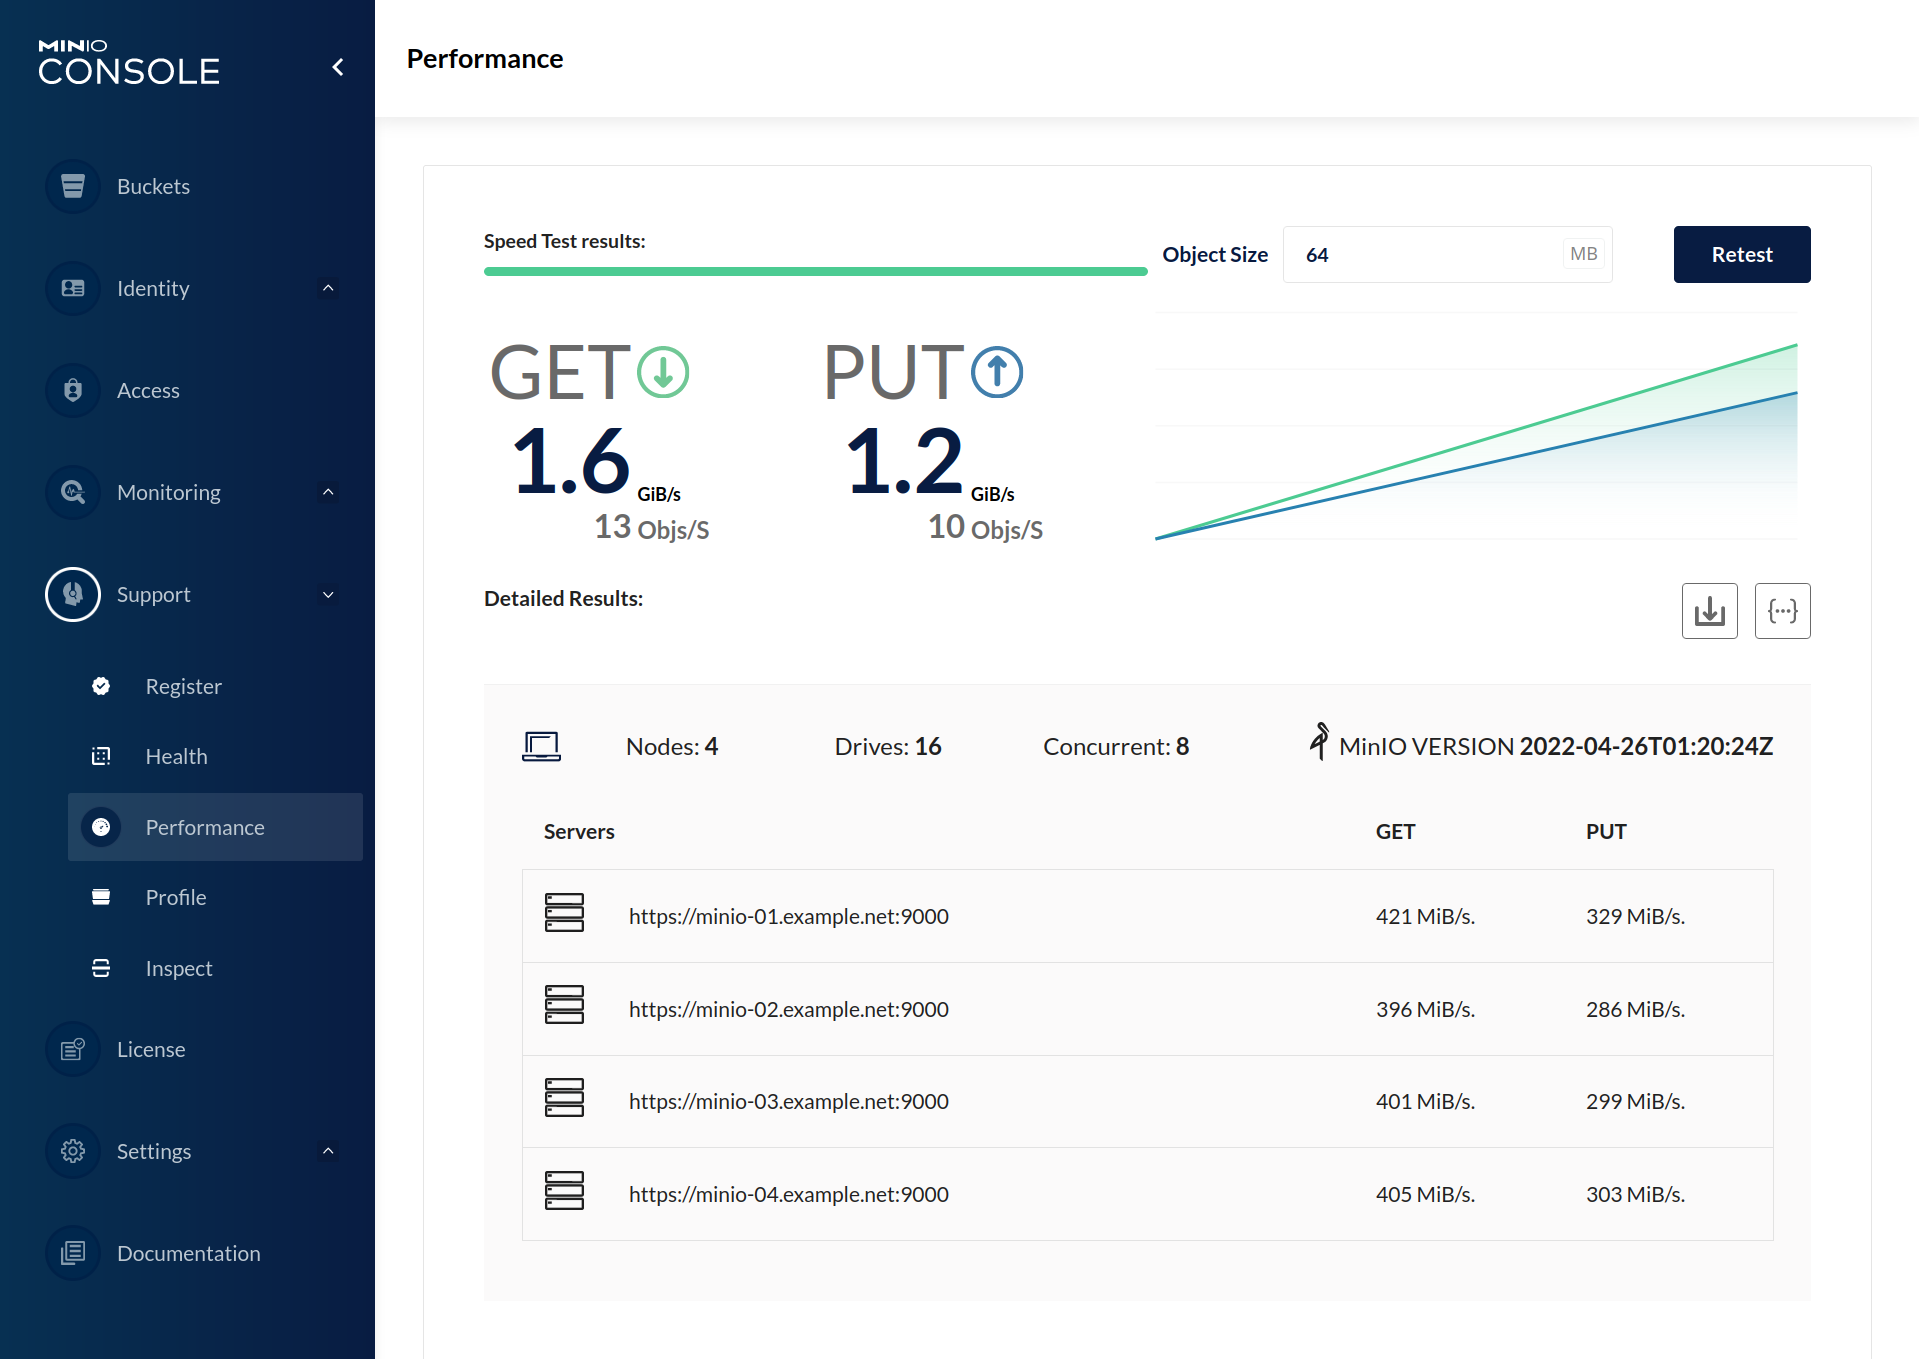 MINIO
CONSOLE
Buckets
Identity
Access
Monitoring
Support
Register
Health
Performance
Profile
Inspect
License
Settings
Documentation
Performance
Speed Test results:
Object Size 64 MB Retest
GET PUT
1.6 GiB/s 1.2 GiB/s
13 Objs/S 10 Objs/S
Detailed Results:
Nodes: 4 Drives: 16 Concurrent: 8 MinIO VERSION 2022-04-26T01:20:24Z
Servers GET PUT
https://minio-01.example.net:9000 421 MiB/s. 329 MiB/s.
https://minio-02.example.net:9000 396 MiB/s. 286 MiB/s.
https://minio-03.example.net:9000 401 MiB/s. 299 MiB/s.
https://minio-04.example.net:9000 405 MiB/s. 303 MiB/s.